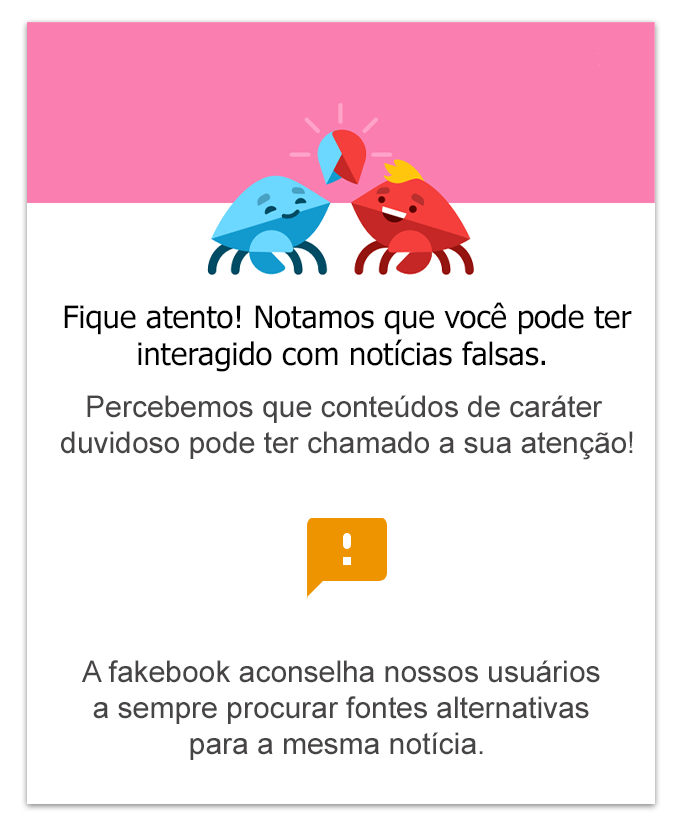 Fique atento! Notamos que você pode ter
interagido com notícias falsas.
Percebemos que conteúdos de caráter
duvidoso pode ter chamado a sua atenção!
!
A fakebook aconselha nossos usuários
a sempre procurar fontes alternativas
para a mesma notícia.